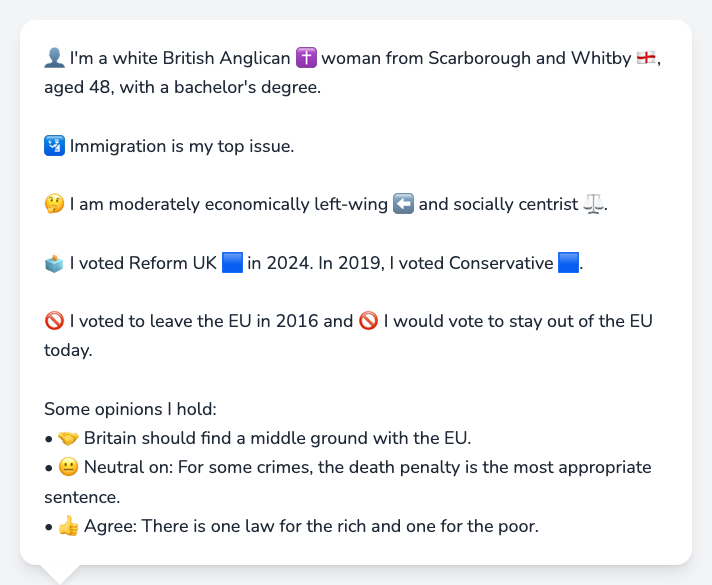 👤 I'm a white British Anglican ✝️ woman from Scarborough and Whitby 🏴󠁧󠁢󠁥󠁮󠁧󠁿,
aged 48, with a bachelor's degree.
🛂 Immigration is my top issue.
🤔 I am moderately economically left-wing ⬅️ and socially centrist ⚖️.
🗳️ I voted Reform UK 🟦 in 2024. In 2019, I voted Conservative 🟦.
🚫 I voted to leave the EU in 2016 and 🚫 I would vote to stay out of the EU
today.
Some opinions I hold:
• 🤝 Britain should find a middle ground with the EU.
• 😐 Neutral on: For some crimes, the death penalty is the most appropriate
sentence.
• 👍 Agree: There is one law for the rich and one for the poor.